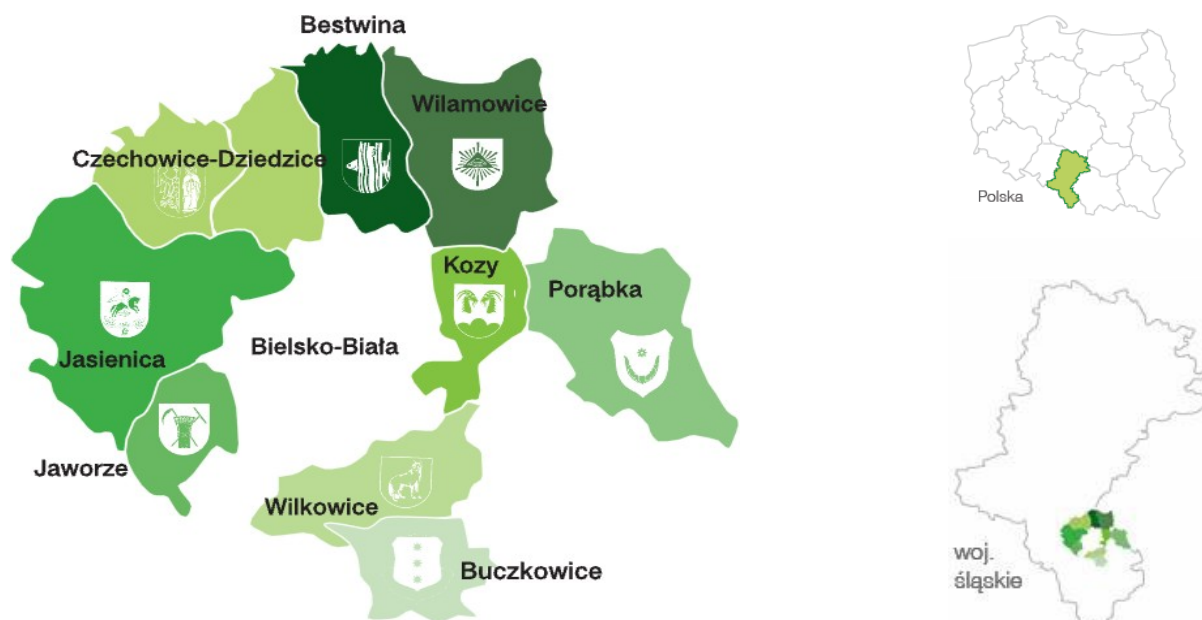 Bestwina
Wilamowice
Czechowice-Dziedzice
Kozy
Porąbka
Bielsko-Biała
Jasienica
Jaworze
Wilkowice
Buczkowice
Polska
woj.
śląskie